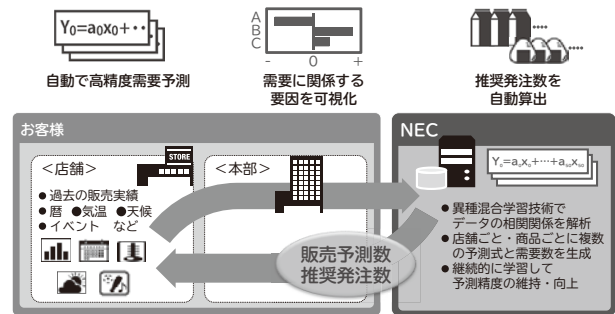 Y₀=a₀x₀+・・
A
B
C
- 0 +
自動で高精度需要予測
需要に関係する
要因を可視化
推奨発注数を
自動算出
お客様
＜店舗＞
STORE
●過去の販売実績
●暦 ●気温 ●天候
●イベント など
＜本部＞
販売予測数
推奨発注数
NEC
●異種混合学習技術で
データの相関関係を解析
●店舗ごと・商品ごとに複数
の予測式と需要数を生成
●継続的に学習して
予測精度の維持・向上